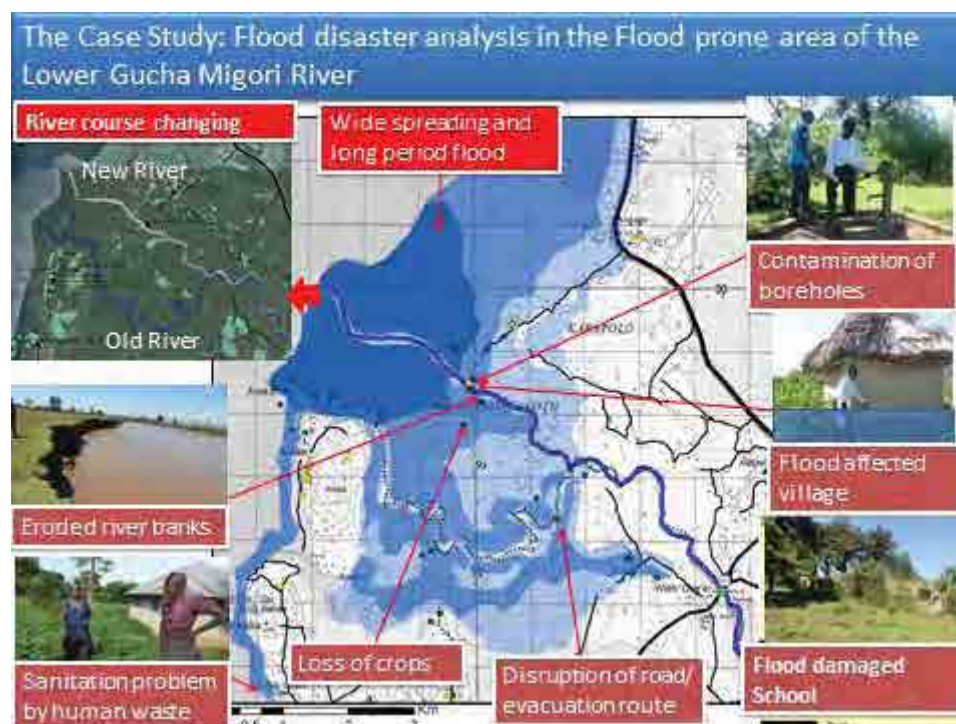 The Case Study: Flood disaster analysis in the Flood prone area of the
Lower Gucha Migori River
River course changing
New River
Old River
Wide spreading and
long period flood
Contamination of
boreholes
Flood affected
village
Eroded river banks
Flood damaged
School
Sanitation problem
by human waste
Loss of crops
Disruption of road/
evacuation route
Km